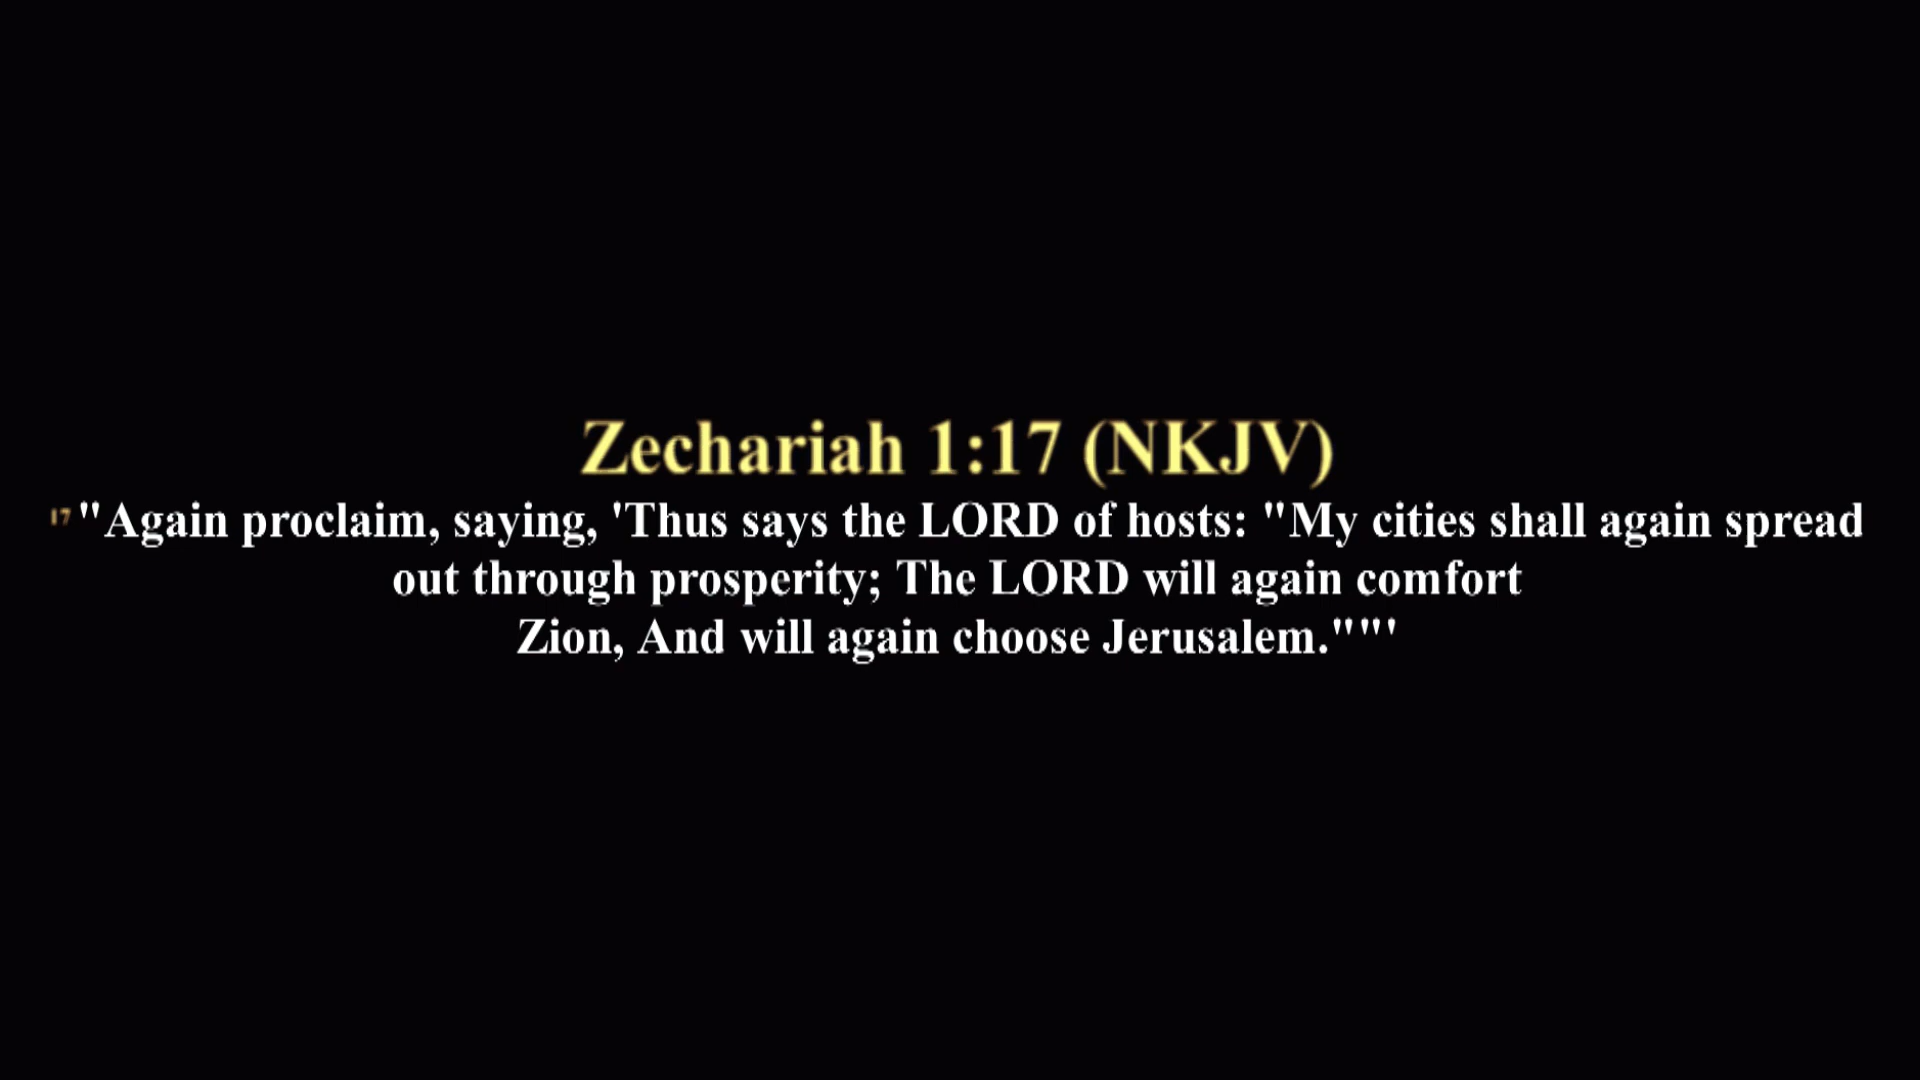 Zechariah 1:17 (NKJV)
17 "Again proclaim, saying, 'Thus says the LORD of hosts: "My cities shall again spread
out through prosperity; The LORD will again comfort
Zion, And will again choose Jerusalem.""'